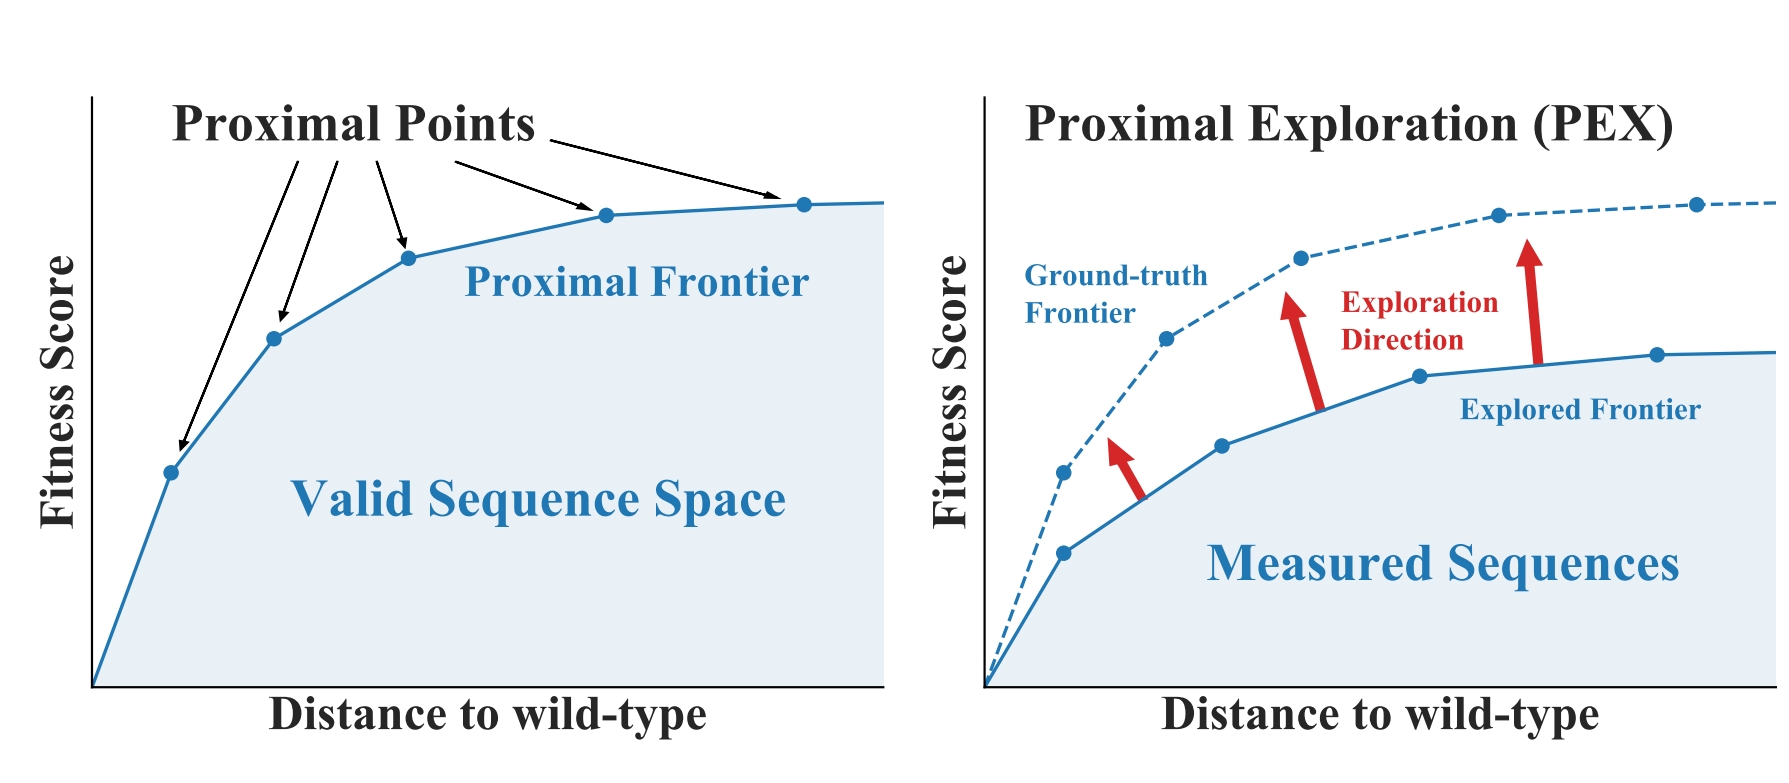 Proximal Points
Proximal Frontier
Valid Sequence Space
Fitness Score
Distance to wild-type
Proximal Exploration (PEX)
Ground-truth
Frontier
Exploration
Direction
Explored Frontier
Measured Sequences
Fitness Score
Distance to wild-type